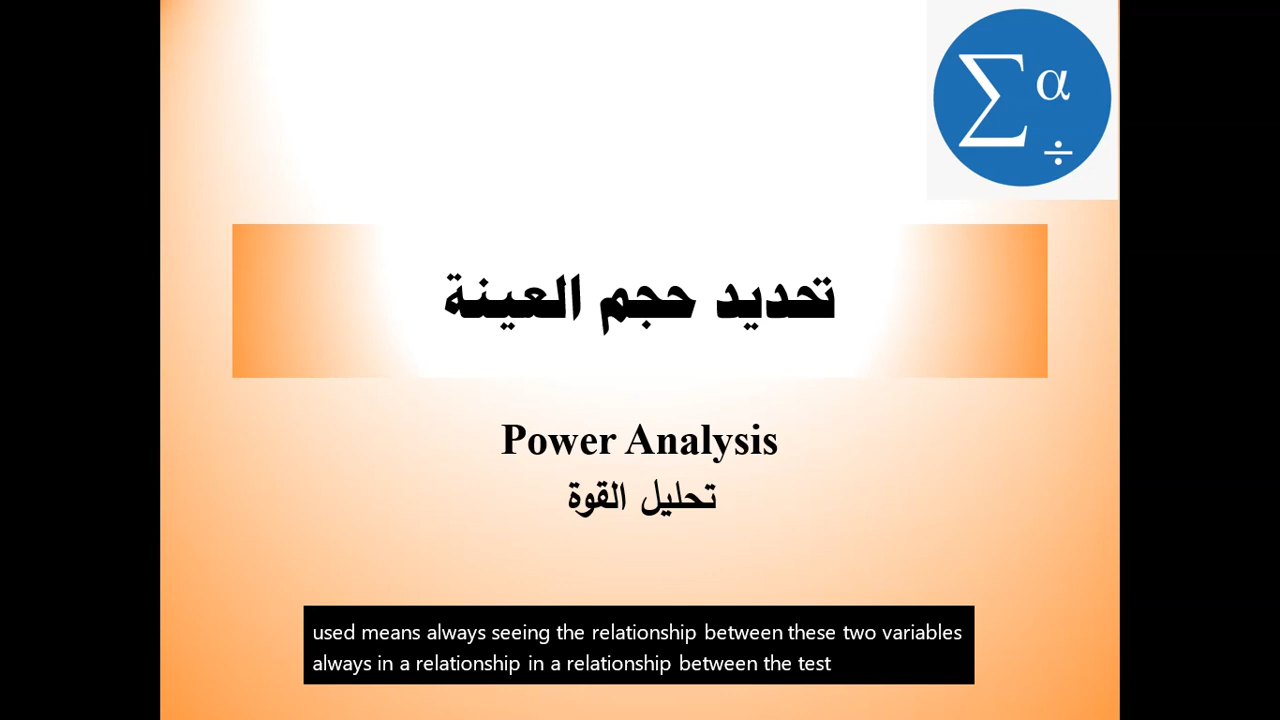 Σ α
÷
تحديد حجم العينة
Power Analysis
تحليل القوة
used means always seeing the relationship between these two variables
always in a relationship in a relationship between the test